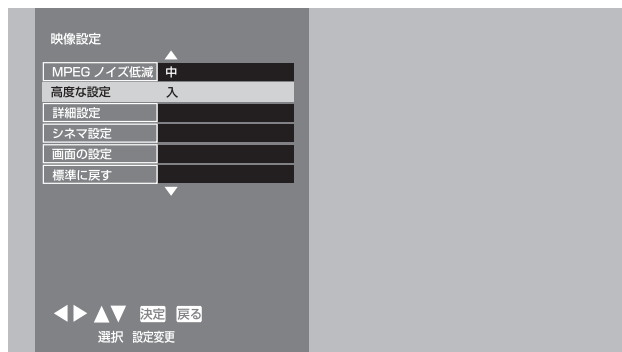 映像設定
MPEG ノイズ低減 中
高度な設定 入
詳細設定
シネマ設定
画面の設定
標準に戻す
決定 戻る
選択 設定変更